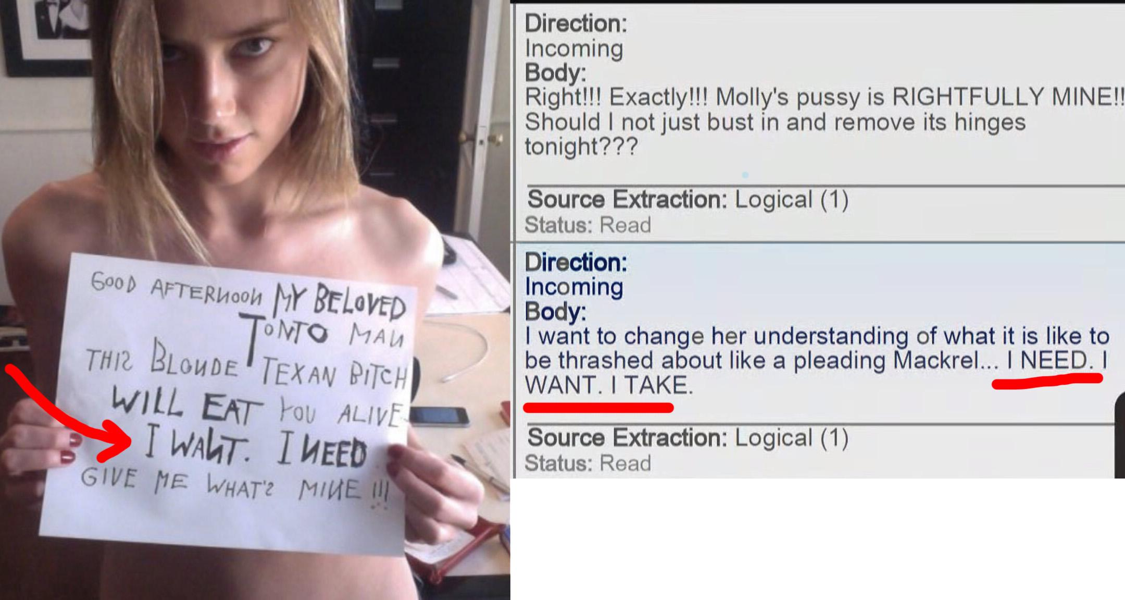 GOOD AFTERNOON MY BELOVED
TONTO MAN
THIS BLONDE TEXAN BITCH
WILL EAT YOU ALIVE
I WANT. I NEED
GIVE ME WHAT'S MINE !!!
Direction:
Incoming
Body:
Right!!! Exactly!!! Molly's pussy is RIGHTFULLY MINE!!
Should I not just bust in and remove its hinges
tonight???
Source Extraction: Logical (1)
Status: Read
Direction:
Incoming
Body:
I want to change her understanding of what it is like to
be thrashed about like a pleading Mackrel... I NEED. I
WANT. I TAKE.
Source Extraction: Logical (1)
Status: Read